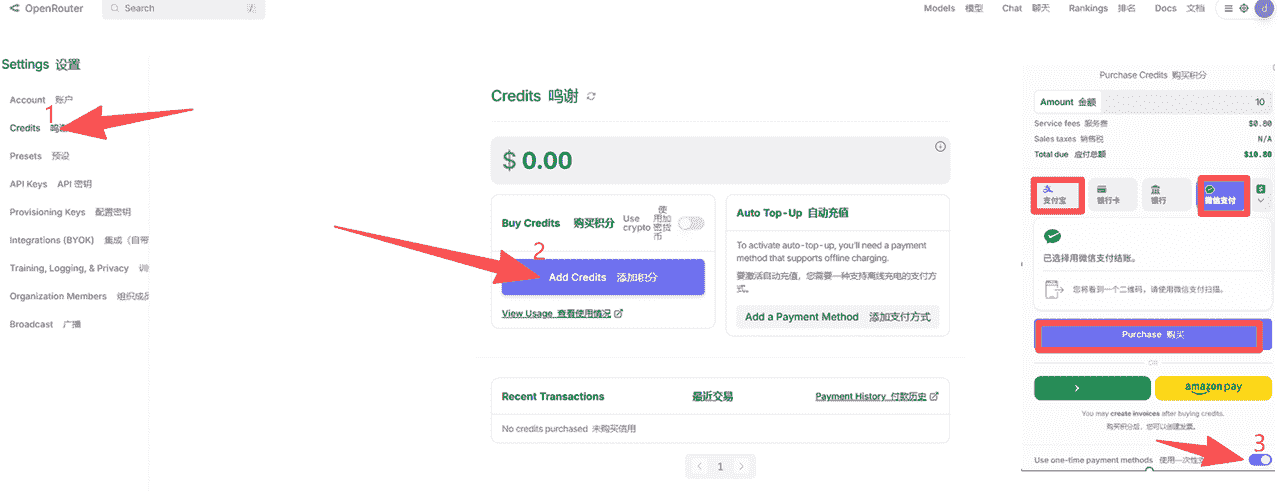 OpenRouter
Search
/
Models 模型
Chat 聊天
Rankings 排名
Docs 文档
d
Settings 设置
Account 账户
1
Credits 鸣谢
Presets 预设
API Keys API 密钥
Provisioning Keys 配置密钥
Integrations (BYOK) 集成（自带
Training, Logging, & Privacy 训
Organization Members 组织成员
Broadcast 广播
Credits 鸣谢
$ 0.00
Buy Credits 购买积分
Use crypto 使用加密货币
2
Add Credits 添加积分
View Usage 查看使用情况
Auto Top-Up 自动充值
To activate auto-top-up, you'll need a payment
method that supports offline charging.
要激活自动充值，您需要一种支持离线充电的支付方
式。
Add a Payment Method 添加支付方式
Recent Transactions 最近交易
Payment History 付款历史
No credits purchased 未购买信用
1
Purchase Credits 购买积分
Amount 金额 10
Service fees 服务费 $0.80
Sales taxes 销售税 N/A
Total due 应付总额 $10.80
支付宝
银行卡
银行
微信支付
已选择用微信支付结账。
您将看到一个二维码，请使用微信支付扫描。
Purchase 购买
OR
amazon pay
You may create invoices after buying credits.
购买积分后，您可以创建发票。
3
Use one-time payment methods 使用一次性支